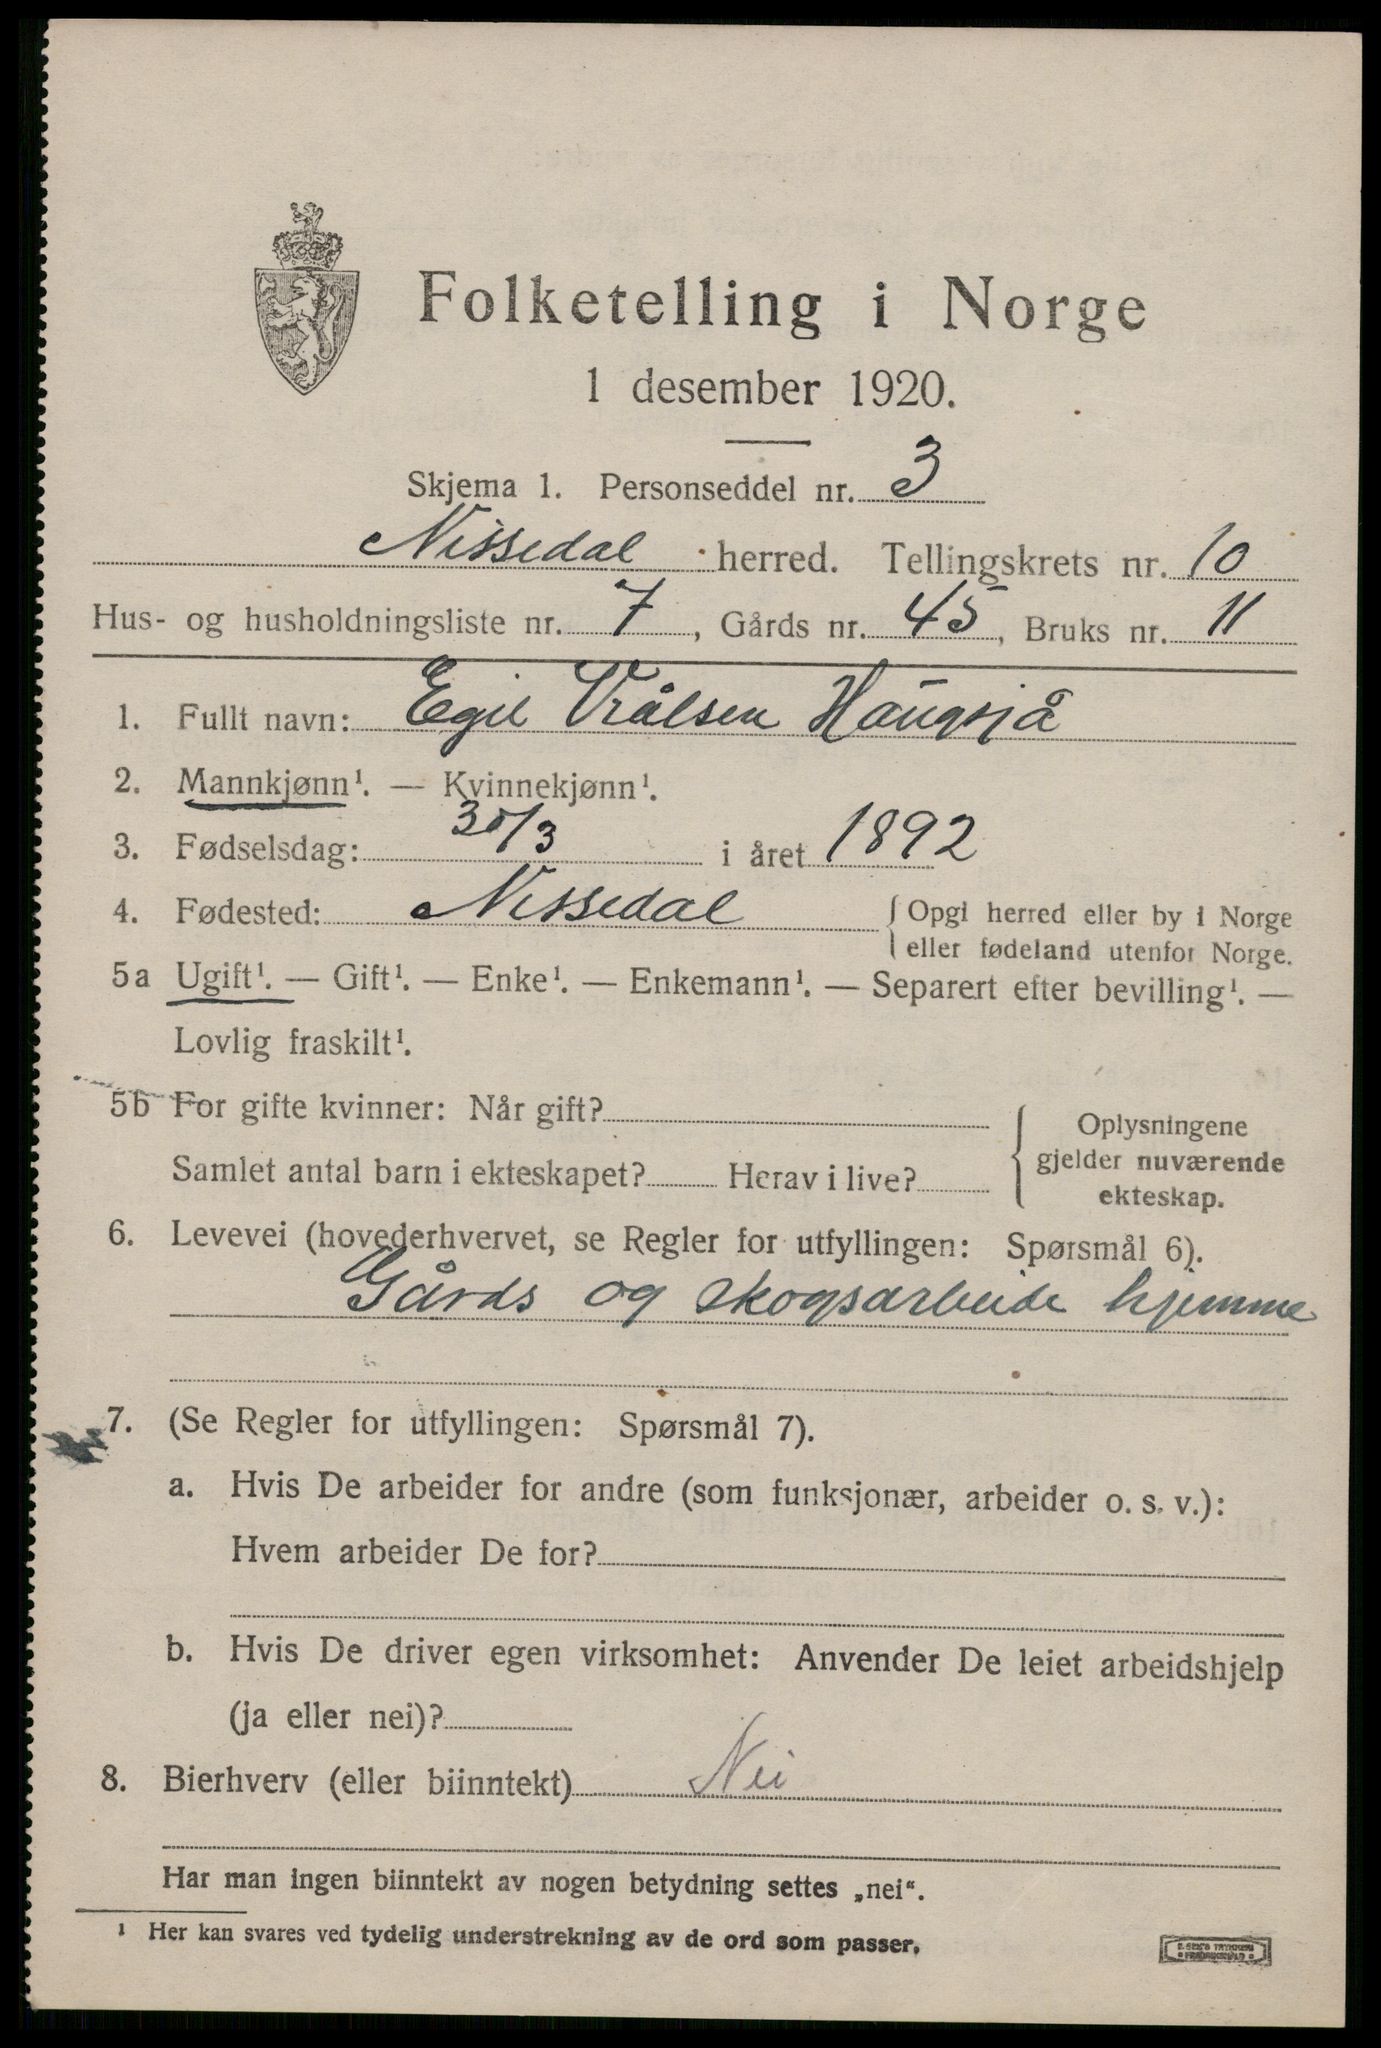 Folketelling i Norge
1 desember 1920.
Skjema 1. Personseddel nr. 3
Nissedal herred. Tellingskrets nr. 10
Hus- og husholdningsliste nr. 7, Gårds nr. 45, Bruks nr. 11
1. Fullt navn: Egil Vrålsen Haugsjå
2. Mannkjønn¹. — Kvinnekjønn¹.
3. Fødselsdag: 30/3 i året 1892
4. Fødested: Nissedal { Opgi herred eller by i Norge
eller fødeland utenfor Norge.
5a Ugift¹. — Gift¹. — Enke¹. — Enkemann¹. — Separert efter bevilling¹. —
Lovlig fraskilt¹.
5b For gifte kvinner: Når gift?
Samlet antal barn i ekteskapet? Herav i live?
Oplysningene
gjelder nuværende
ekteskap.
6. Levevei (hovederhvervet, se Regler for utfyllingen: Spørsmål 6).
Gårds og skogsarbeide hjemme
7. (Se Regler for utfyllingen: Spørsmål 7).
a. Hvis De arbeider for andre (som funksjonær, arbeider o. s. v.):
Hvem arbeider De for?
b. Hvis De driver egen virksomhet: Anvender De leiet arbeidshjelp
(ja eller nei)?
8. Bierhverv (eller biinntekt) Nei
Har man ingen biinntekt av nogen betydning settes „nei“.
¹ Her kan svares ved tydelig understrekning av de ord som passer.